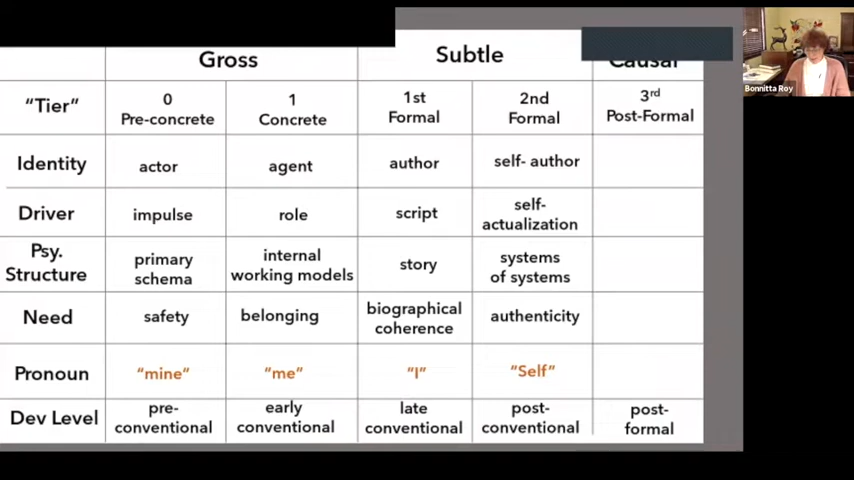 Gross Subtle Causal
"Tier" 0 1 1st 2nd 3rd
Pre-concrete Concrete Formal Formal Post-Formal
Identity actor agent author self- author
Driver impulse role script self-
actualization
Psy. primary internal story systems
Structure schema working models of systems
Need safety belonging biographical authenticity
coherence
Pronoun "mine" "me" "I" "Self"
Dev Level pre- early late post- post-
conventional conventional conventional conventional formal
Bonnitta Roy